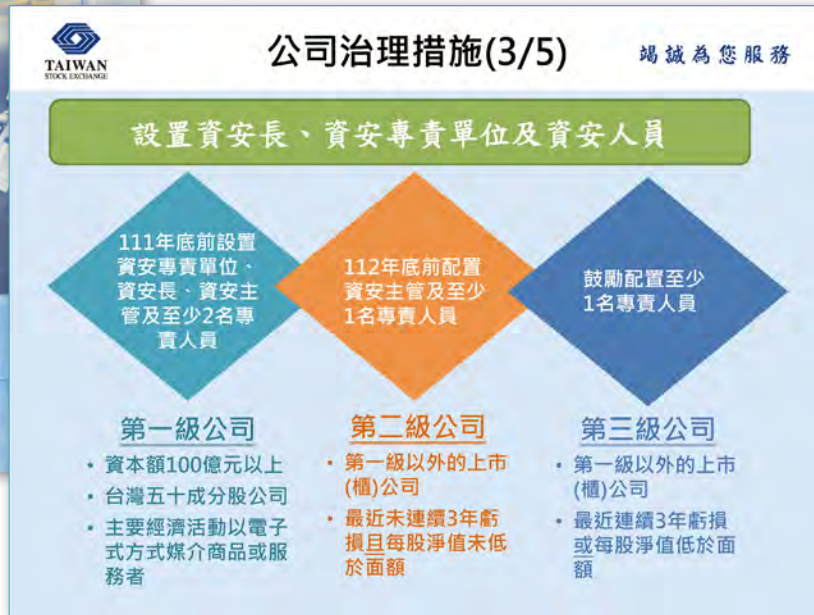 TAIWAN
STOCK EXCHANGE
公司治理措施(3/5)
竭誠為您服務
設置資安長、資安專責單位及資安人員
111年底前設置
資安專責單位、
資安長、資安主
管及至少2名專
責人員
112年底前配置
資安主管及至少
1名專責人員
鼓勵配置至少
1名專責人員
第一級公司
• 資本額100億元以上
• 台灣五十成分股公司
• 主要經濟活動以電子
式方式媒介商品或服
務者
第二級公司
• 第一級以外的上市
(櫃)公司
• 最近未連續3年虧
損且每股淨值未低
於面額
第三級公司
• 第一級以外的上市
(櫃)公司
• 最近連續3年虧損
或每股淨值低於面
額